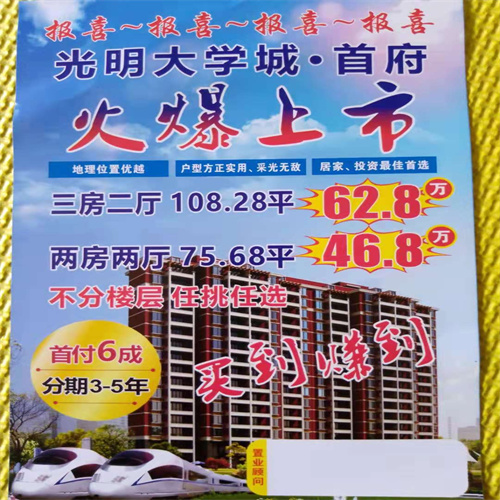 报喜~报喜~报喜~报喜
光明大学城·首府
火爆上市
地理位置优越
户型方正实用、采光无敌
居家、投资最佳首选
三房二厅 108.28平 62.8万
两房两厅 75.68平 46.8万
不分楼层 任挑任选
首付6成
分期3-5年
买到赚到
置业顾问